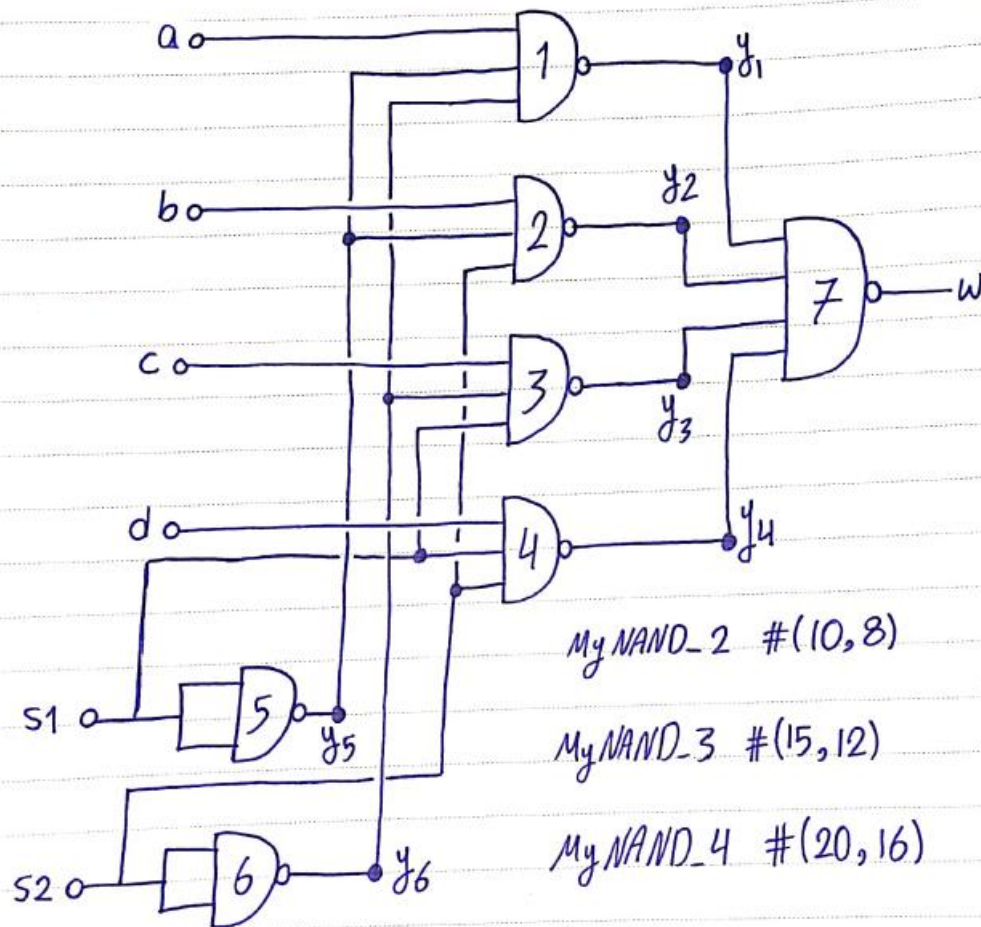 a
1
y1
b
2
y2
7
w
c
3
y3
d
4
y4
MyNAND_2 #(10,8)
S1
5
y5
MyNAND_3 #(15,12)
MyNAND_4 #(20,16)
S2
6
y6